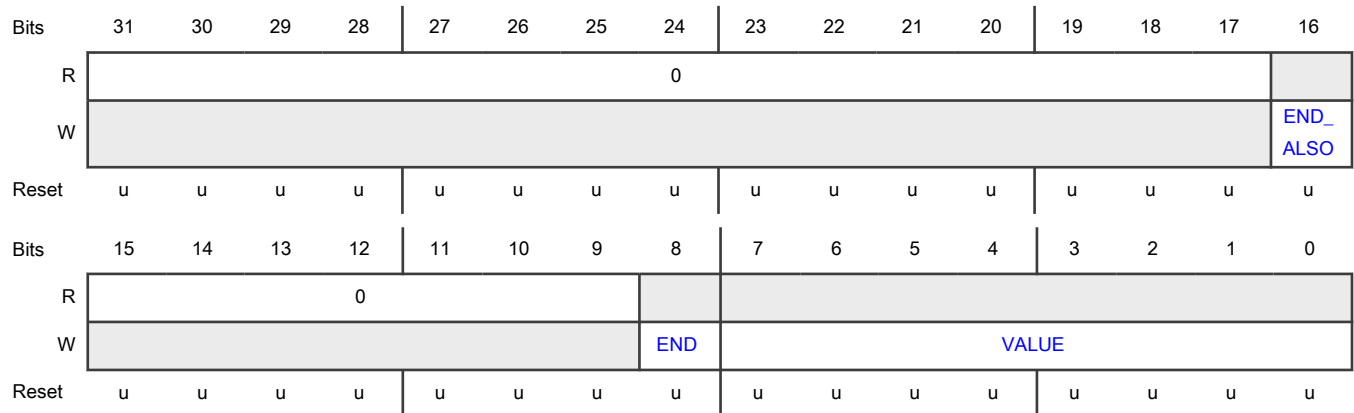 Bits 31 30 29 28 27 26 25 24 23 22 21 20 19 18 17 16
R 0
W END_
ALSO
Reset u u u u u u u u u u u u u u u u
Bits 15 14 13 12 11 10 9 8 7 6 5 4 3 2 1 0
R 0
W END VALUE
Reset u u u u u u u u u u u u u u u u